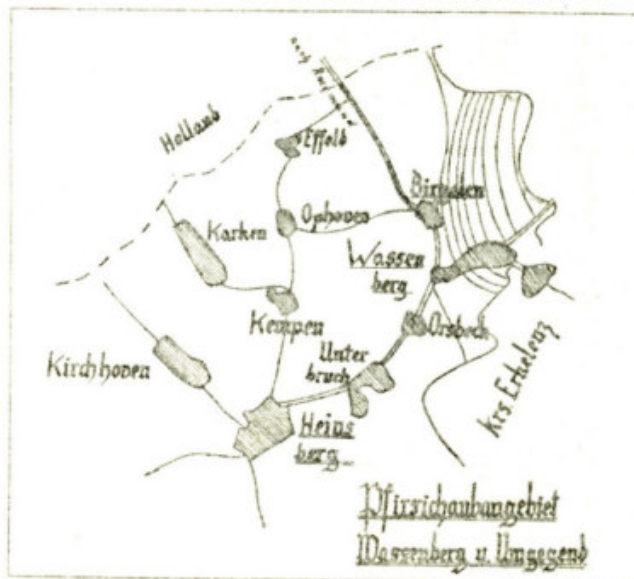 nach
Holland
Effeld
Birgelen
Ophoven
Karken
Wassen
berg
Kempen
Orsbeck
Unter
bruch
Kirchhoven
Krs. Erkelenz
Heins
berg
Pfirsichanbaugebiet
Wassenberg u. Umgegend